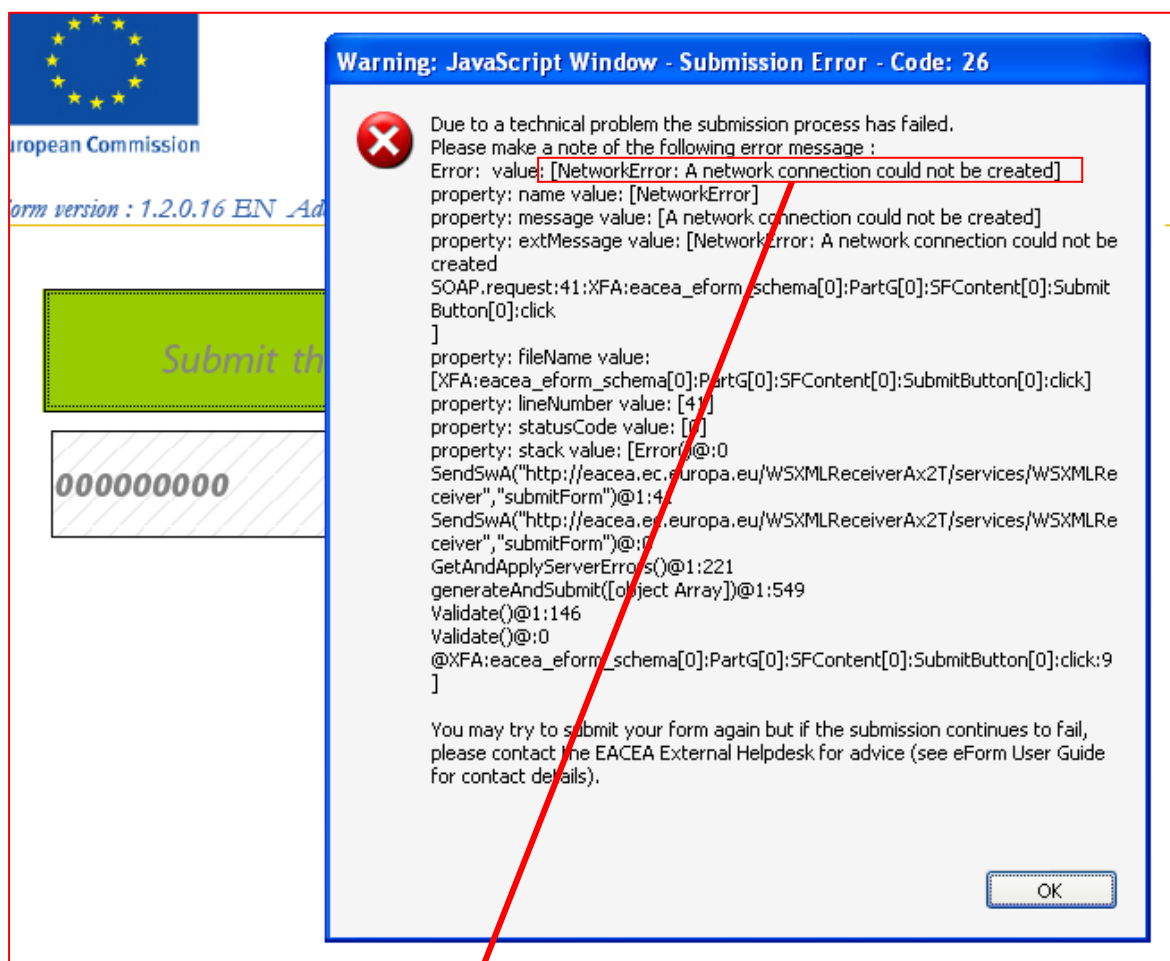 Warning: JavaScript Window - Submission Error - Code: 26
European Commission
Due to a technical problem the submission process has failed.
Please make a note of the following error message :
Error:  value: [NetworkError: A network connection could not be created]
property: name value: [NetworkError]
form version : 1.2.0.16 EN Ad
property: message value: [A network connection could not be created]
property: extMessage value: [NetworkError: A network connection could not be
created
SOAP.request:41:XFA:eacea_eform_schema[0]:PartG[0]:SFContent[0]:Submit
Button[0]:click
]
Submit th
property: fileName value:
[XFA:eacea_eform_schema[0]:PartG[0]:SFContent[0]:SubmitButton[0]:click]
property: lineNumber value: [41]
property: statusCode value: [0]
property: stack value: [Error()@:0
000000000
SendSwA("http://eacea.ec.europa.eu/WSXMLReceiverAx2T/services/WSXMLRe
ceiver","submitForm")@1:41
SendSwA("http://eacea.ec.europa.eu/WSXMLReceiverAx2T/services/WSXMLRe
ceiver","submitForm")@:0
GetAndApplyServerErrors()@1:221
generateAndSubmit([object Array])@1:549
Validate()@1:146
Validate()@:0
@XFA:eacea_eform_schema[0]:PartG[0]:SFContent[0]:SubmitButton[0]:click:9
]
You may try to submit your form again but if the submission continues to fail,
please contact the EACEA External Helpdesk for advice (see eForm User Guide
for contact details).
OK